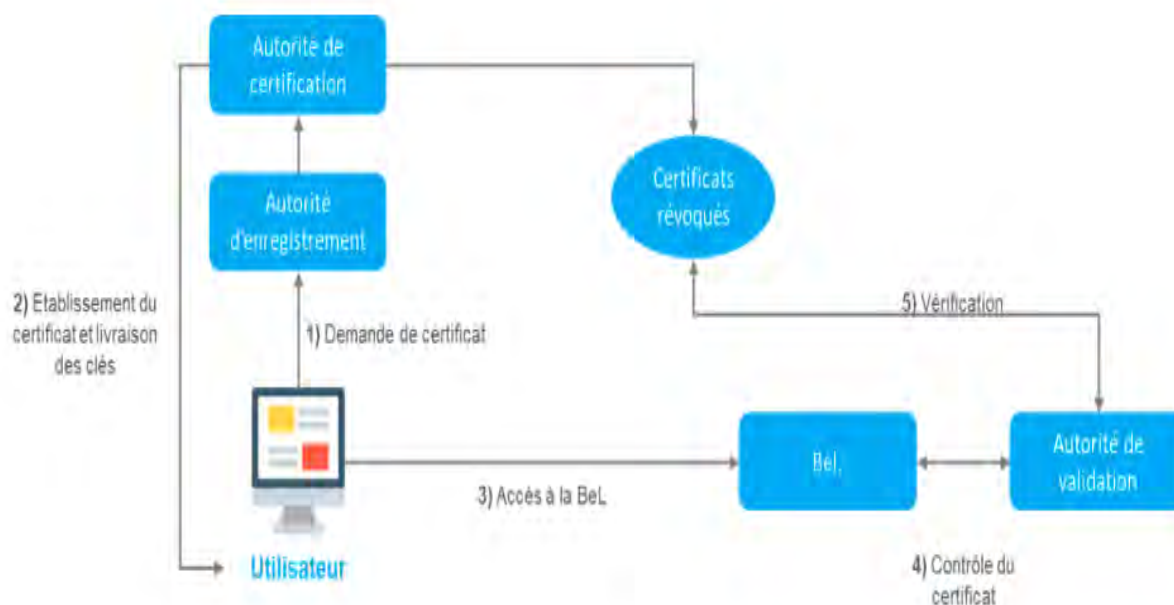 Autorité de
certification
Certificats
révoqués
Autorité
d'enregistrement
2) Etablissement du
certificat et livraison
des clés
1) Demande de certificat
5) Vérification
BeL
Autorité de
validation
3) Accès à la BeL
Utilisateur
4) Contrôle du
certificat